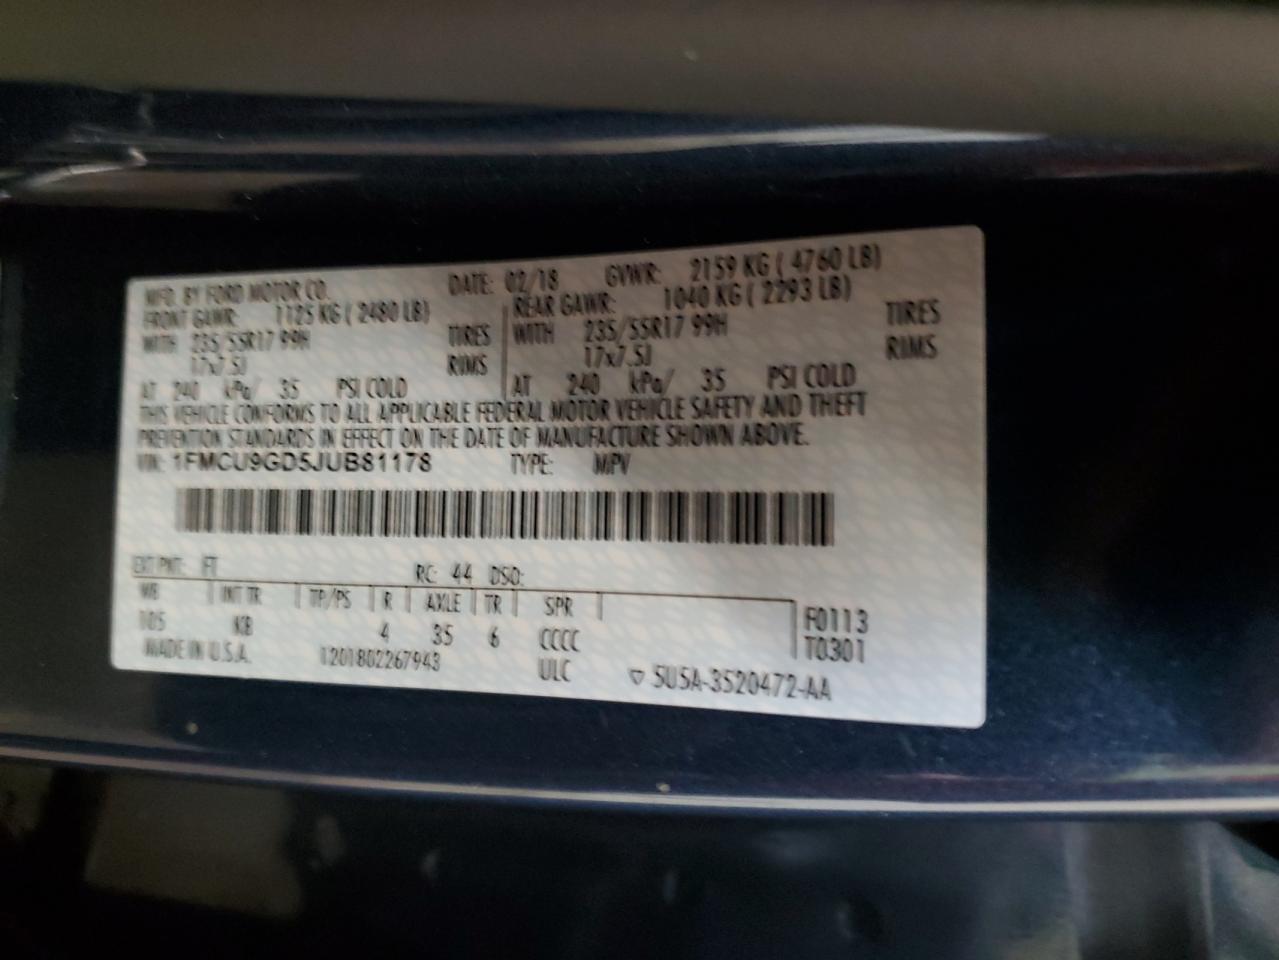 MFD. BY FORD MOTOR CO. DATE: 02/18 GVWR: 2159 KG ( 4760 LB)
FRONT GAWR: 1125 KG ( 2480 LB) REAR GAWR: 1040 KG ( 2293 LB)
WITH 235/55R17 99H TIRES WITH 235/55R17 99H TIRES
17x7.5J RIMS 17x7.5J RIMS
AT 240 kPa/ 35 PSI COLD AT 240 kPa/ 35 PSI COLD
THIS VEHICLE CONFORMS TO ALL APPLICABLE FEDERAL MOTOR VEHICLE SAFETY AND THEFT
PREVENTION STANDARDS IN EFFECT ON THE DATE OF MANUFACTURE SHOWN ABOVE.
VIN: 1FMCU9GD5JUB81178 TYPE: MPV
EXT PNT: FT RC: 44 DSO:
WB INT TR TP/PS R AXLE TR SPR F0113
105 KB 4 35 6 CCCC T0301
MADE IN U.S.A. 1201802267943 ULC ▽ 5U5A-3520472-AA